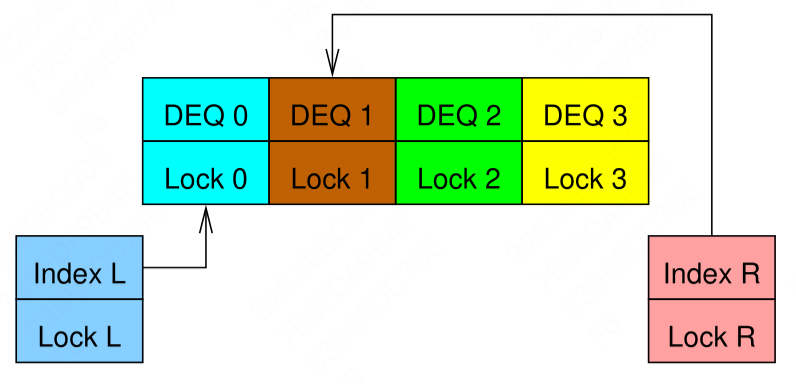 DEQ 0 DEQ 1 DEQ 2 DEQ 3
Lock 0 Lock 1 Lock 2 Lock 3
Index L Index R
Lock L Lock R